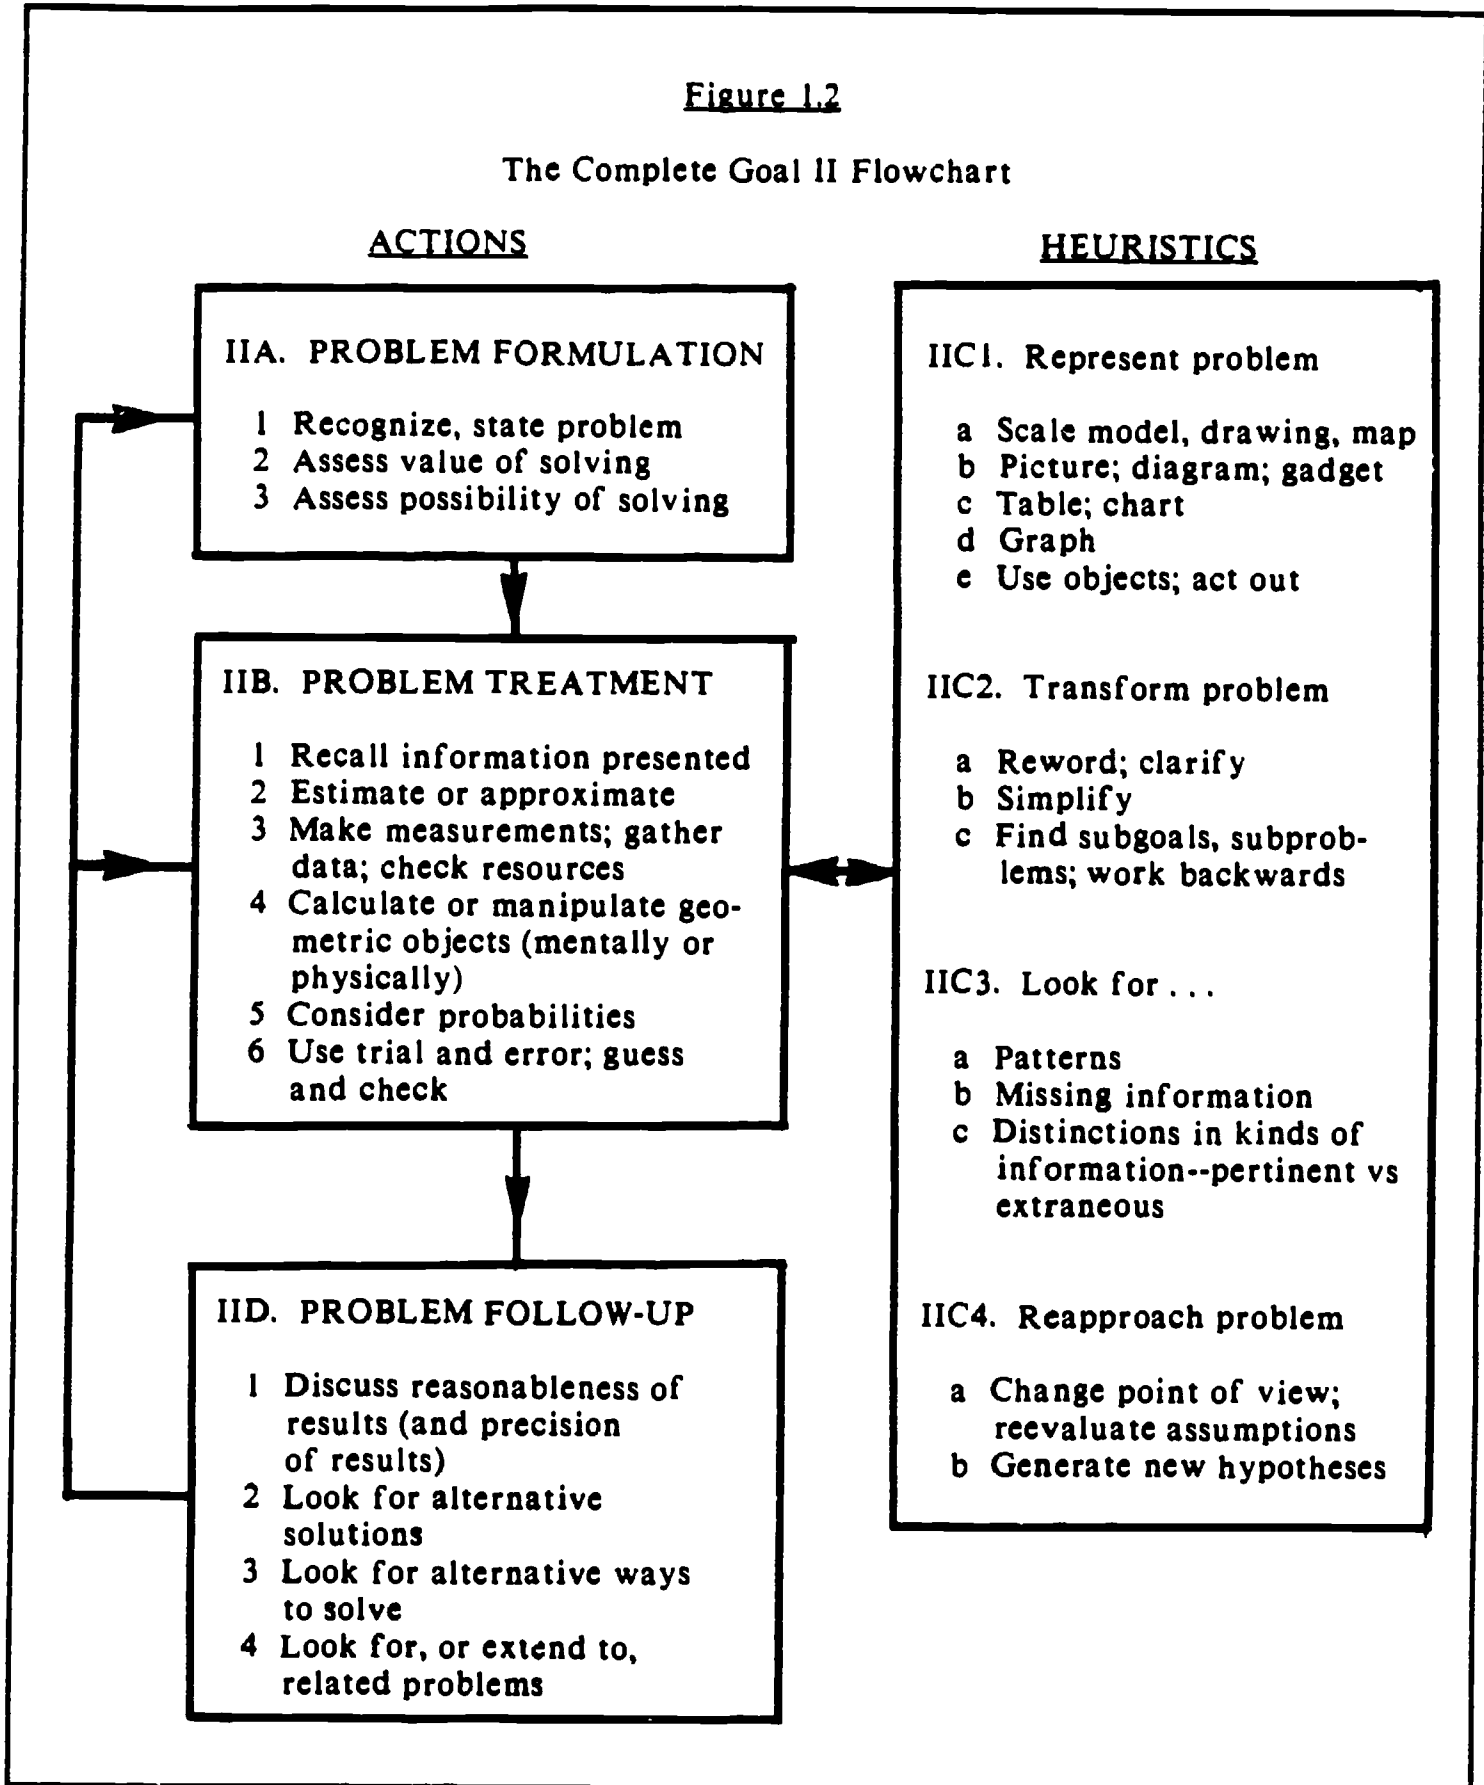 Figure 1.2
The Complete Goal II Flowchart
ACTIONS
IIA. PROBLEM FORMULATION
1 Recognize, state problem
2 Assess value of solving
3 Assess possibility of solving
IIB. PROBLEM TREATMENT
1 Recall information presented
2 Estimate or approximate
3 Make measurements; gather
data; check resources
4 Calculate or manipulate geo-
metric objects (mentally or
physically)
5 Consider probabilities
6 Use trial and error; guess
and check
IID. PROBLEM FOLLOW-UP
1 Discuss reasonableness of
results (and precision
of results)
2 Look for alternative
solutions
3 Look for alternative ways
to solve
4 Look for, or extend to,
related problems
HEURISTICS
IIC1. Represent problem
a Scale model, drawing, map
b Picture; diagram; gadget
c Table; chart
d Graph
e Use objects; act out
IIC2. Transform problem
a Reword; clarify
b Simplify
c Find subgoals, subprob-
lems; work backwards
IIC3. Look for . . .
a Patterns
b Missing information
c Distinctions in kinds of
information--pertinent vs
extraneous
IIC4. Reapproach problem
a Change point of view;
reevaluate assumptions
b Generate new hypotheses